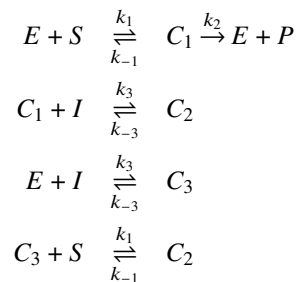 E + S k₁ ⇌ k₋₁ C₁ k₂ → E + P
C₁ + I k₃ ⇌ k₋₃ C₂
E + I k₃ ⇌ k₋₃ C₃
C₃ + S k₁ ⇌ k₋₁ C₂